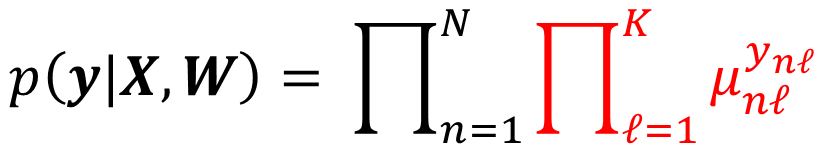 p(y|X, W) = ∏_{n=1}^{N} ∏_{ℓ=1}^{K} μ_{nℓ}^{y_{nℓ}}